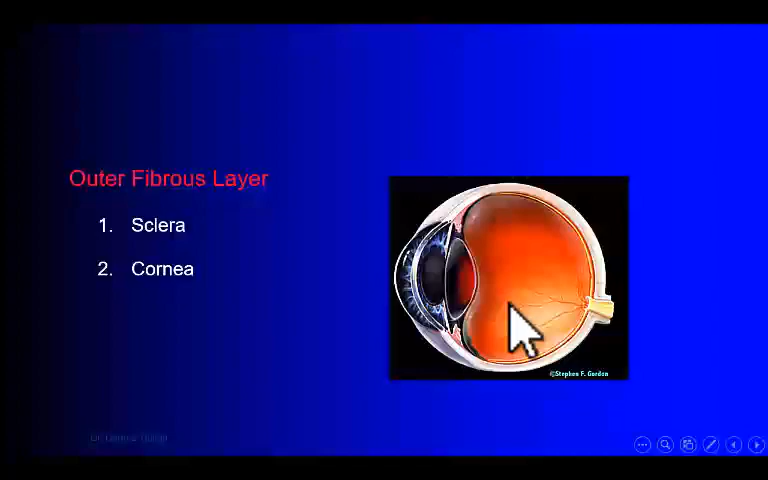 Outer Fibrous Layer
1. Sclera
2. Cornea
©Stephen F. Gordon